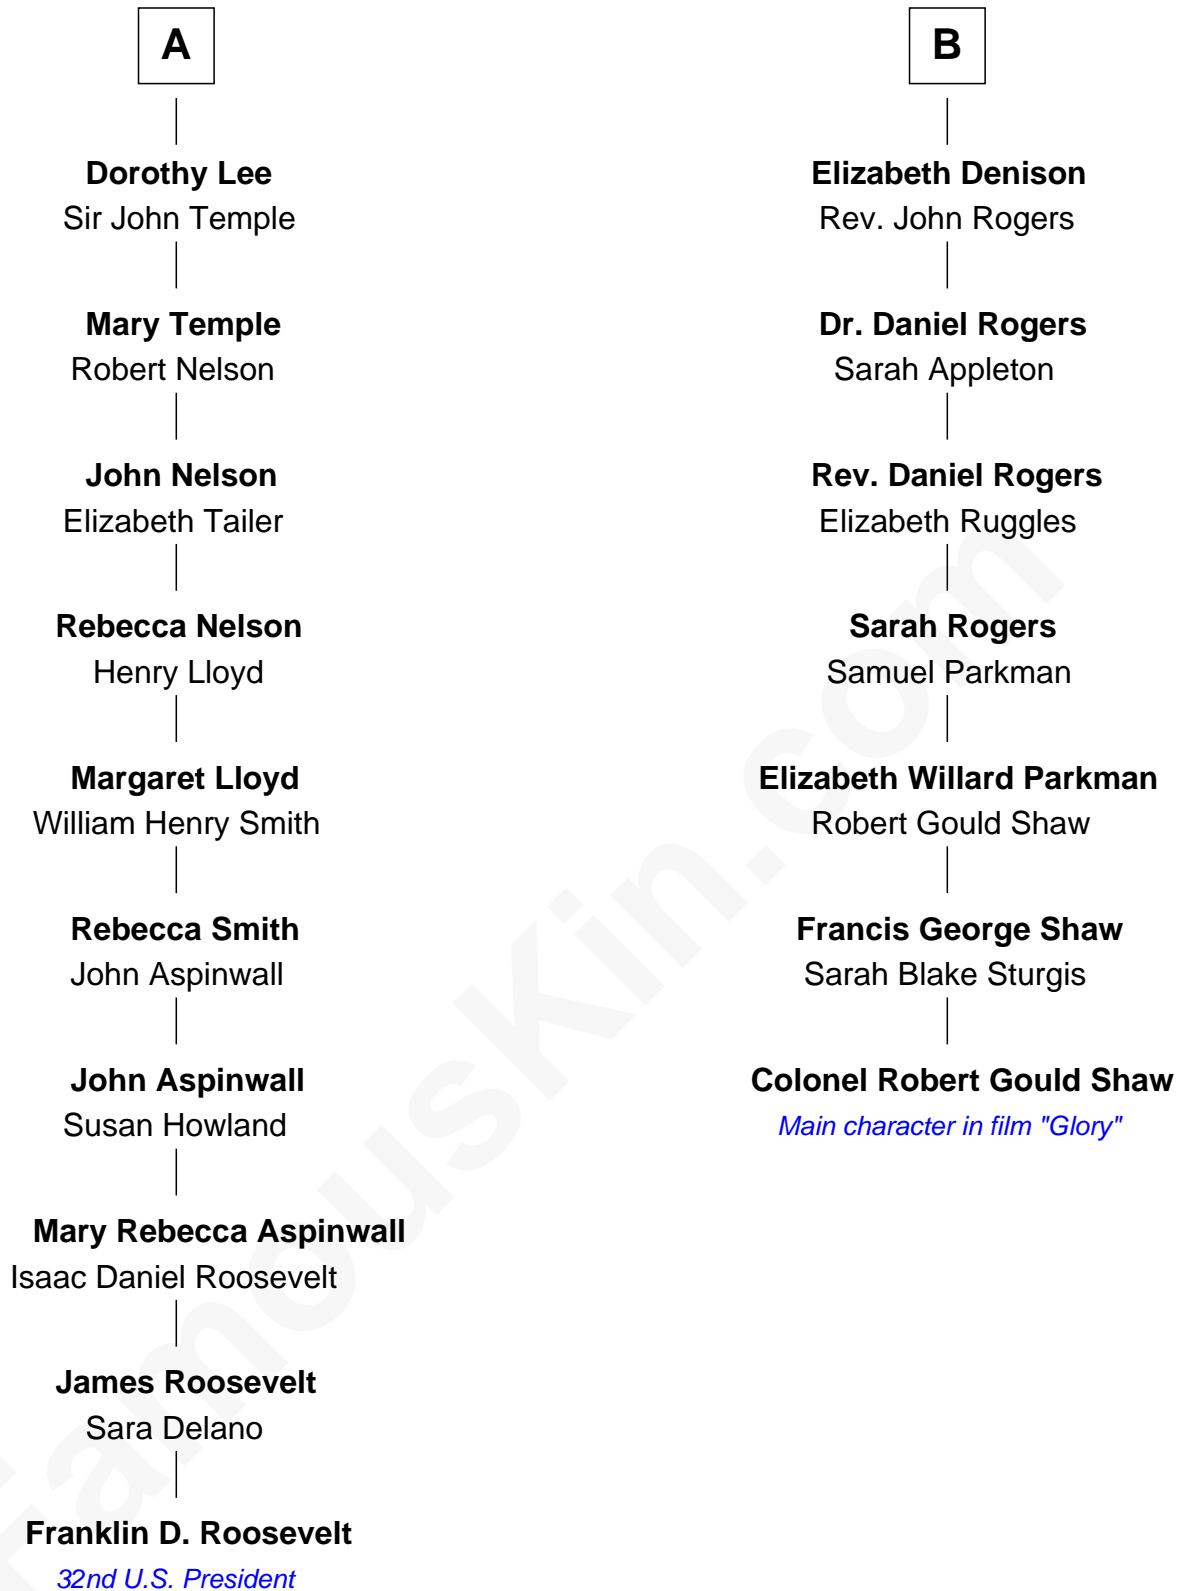 A
Dorothy Lee
Sir John Temple
Mary Temple
Robert Nelson
John Nelson
Elizabeth Tailer
Rebecca Nelson
Henry Lloyd
Margaret Lloyd
William Henry Smith
Rebecca Smith
John Aspinwall
John Aspinwall
Susan Howland
Mary Rebecca Aspinwall
Isaac Daniel Roosevelt
James Roosevelt
Sara Delano
Franklin D. Roosevelt
32nd U.S. President
B
Elizabeth Denison
Rev. John Rogers
Dr. Daniel Rogers
Sarah Appleton
Rev. Daniel Rogers
Elizabeth Ruggles
Sarah Rogers
Samuel Parkman
Elizabeth Willard Parkman
Robert Gould Shaw
Francis George Shaw
Sarah Blake Sturgis
Colonel Robert Gould Shaw
Main character in film "Glory"
FamousKin.com